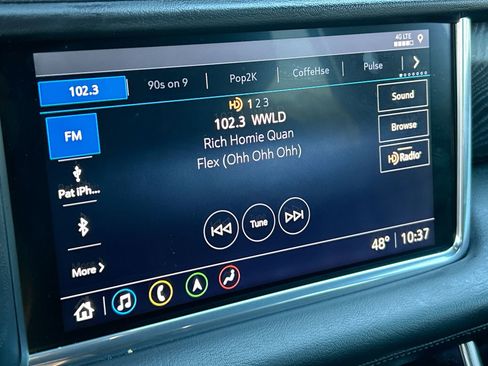 4G LTE
102.3 90s on 9 Pop2K CoffeHse Pulse >
HD 1 2 3
FM
102.3 WWLD
Rich Homie Quan
Flex (Ohh Ohh Ohh)
Sound
Browse
HD Radio
Pat iPh...
Tune
More >
48° 10:37